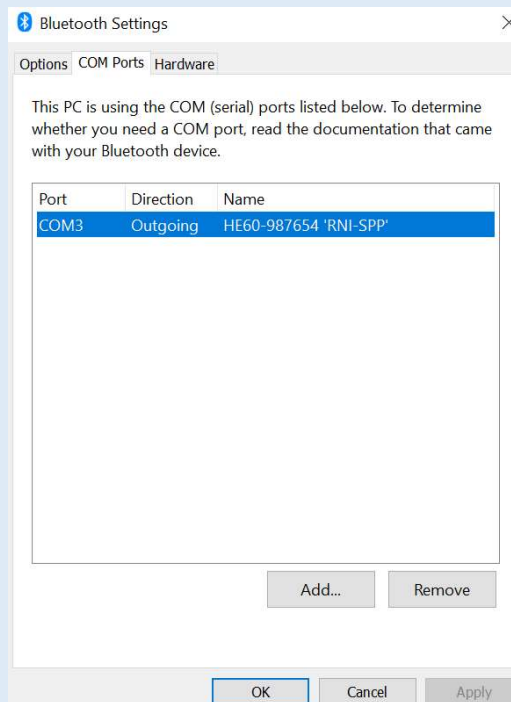 Bluetooth Settings
Options COM Ports Hardware
This PC is using the COM (serial) ports listed below. To determine
whether you need a COM port, read the documentation that came
with your Bluetooth device.
Port Direction Name
COM3 Outgoing HE60-987654 'RNI-SPP'
Add... Remove
OK Cancel Apply